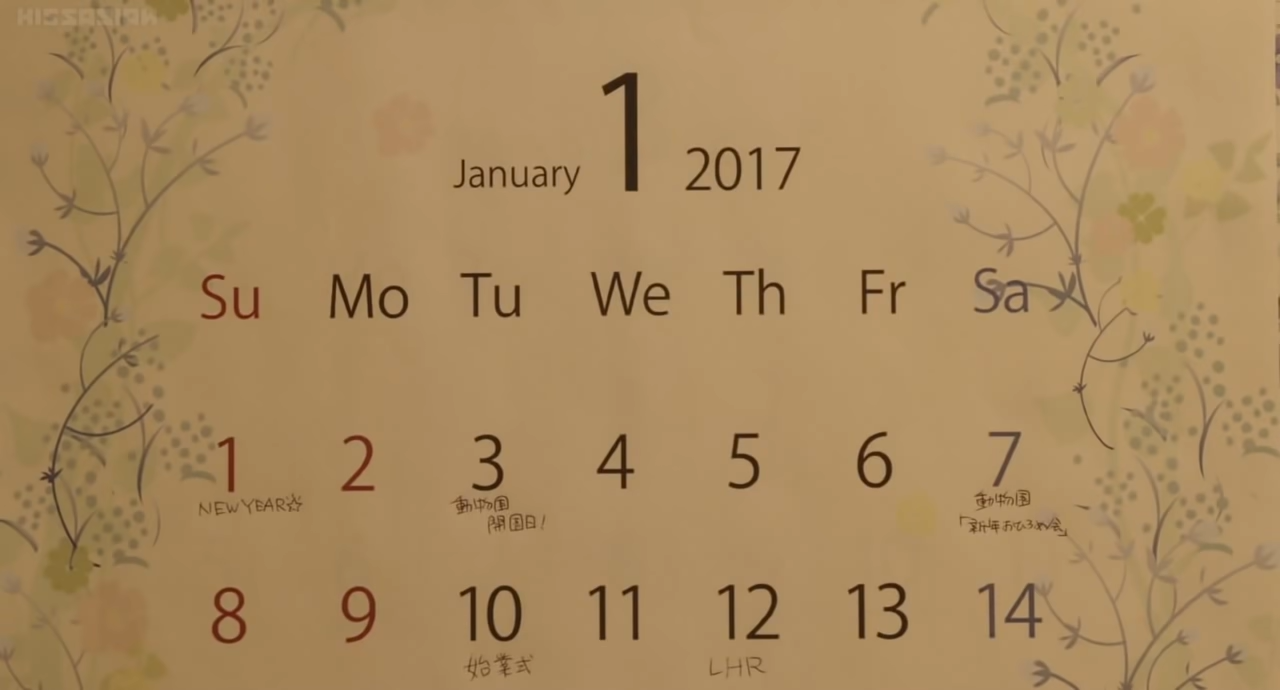 January 1 2017
Su Mo Tu We Th Fr Sa
1 2 3 4 5 6 7
NEW YEAR☆ 動物園 動物園
開園日! 「新年おひろめ会」
8 9 10 11 12 13 14
始業式 LHR